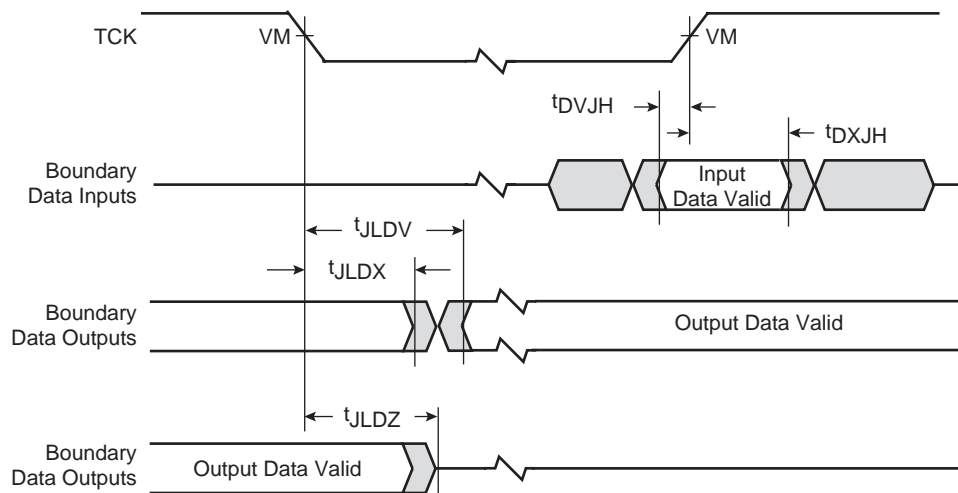 TCK
VM
VM
tDVJH
tDXJH
Boundary
Data Inputs
Input
Data Valid
tJLDV
tJLDX
Boundary
Data Outputs
Output Data Valid
tJLDZ
Boundary
Data Outputs
Output Data Valid